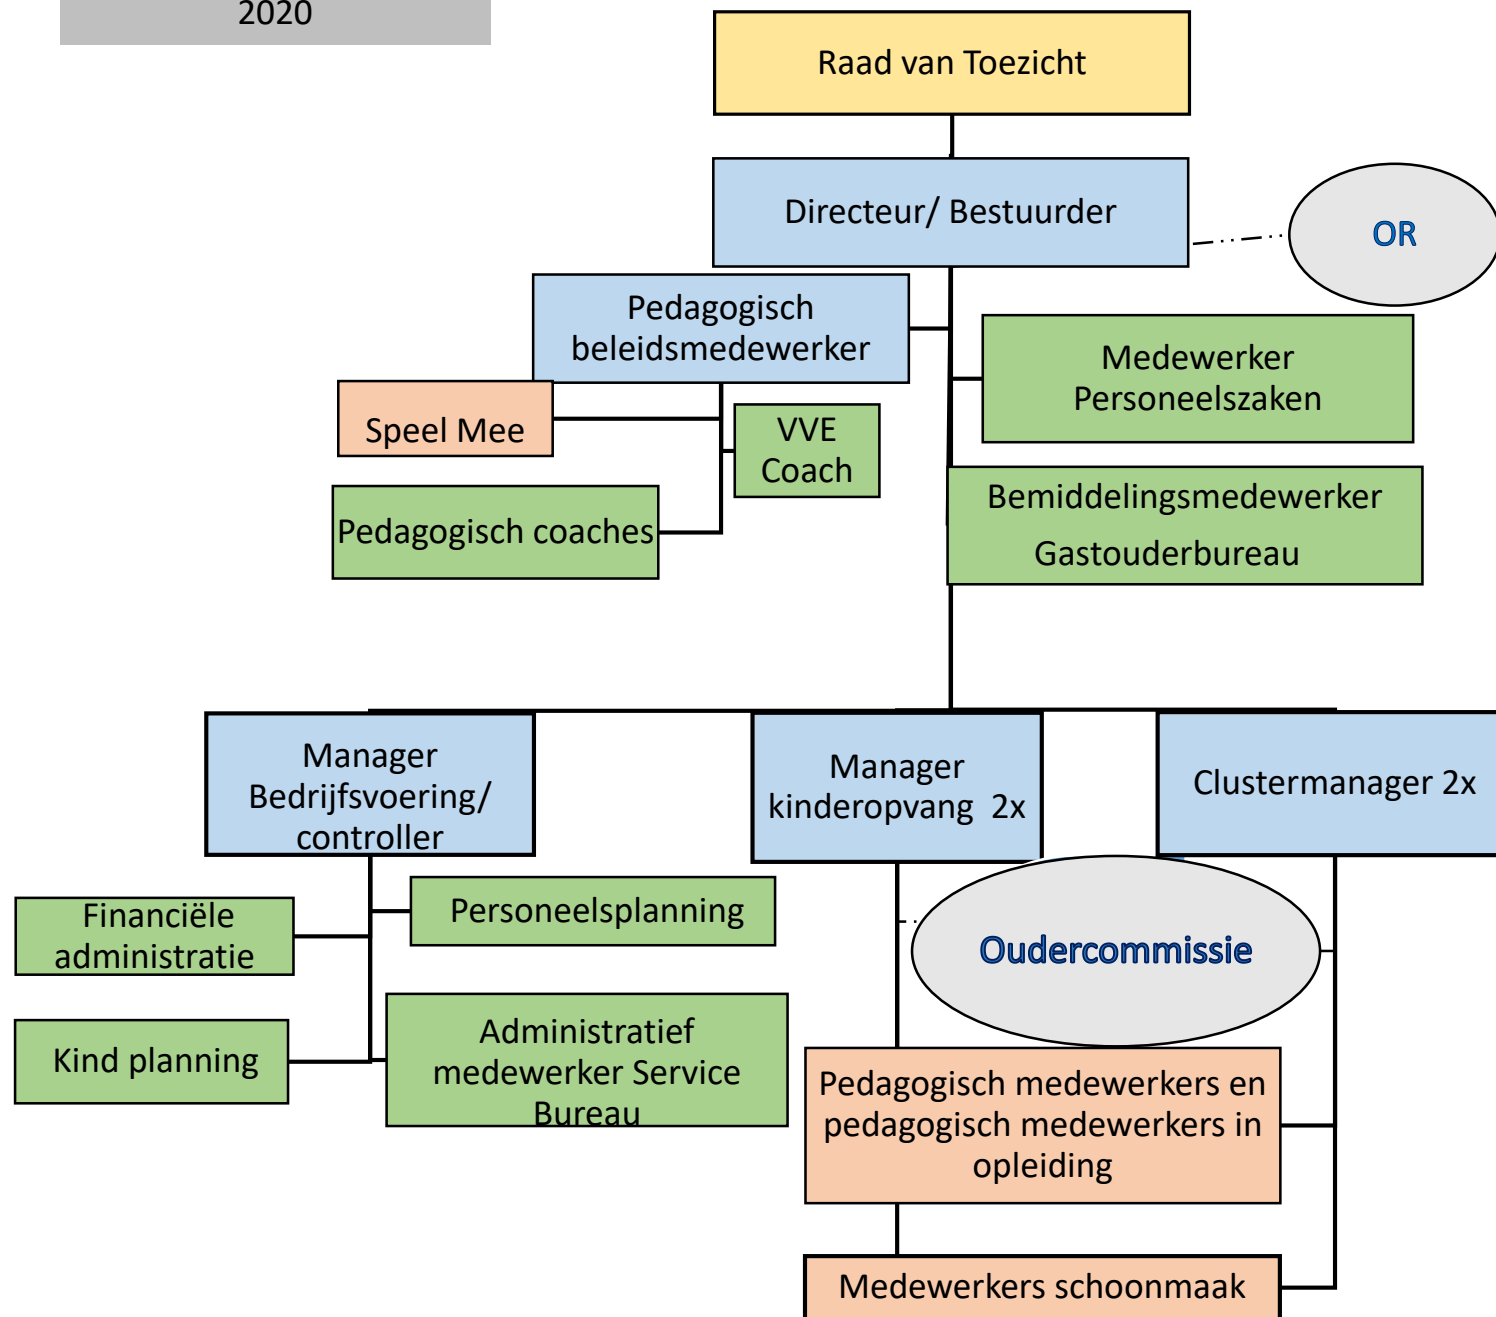 2020
Raad van Toezicht
Directeur/ Bestuurder
OR
Pedagogisch
beleidsmedewerker
Medewerker
Personeelszaken
Speel Mee
VVE
Coach
Pedagogisch coaches
Bemiddelingsmedewerker
Gastouderbureau
Manager
Bedrijfsvoering/
controller
Manager
kinderopvang  2x
Clustermanager 2x
Financiële
administratie
Personeelsplanning
Oudercommissie
Kind planning
Administratief
medewerker Service
Bureau
Pedagogisch medewerkers en
pedagogisch medewerkers in
opleiding
Medewerkers schoonmaak